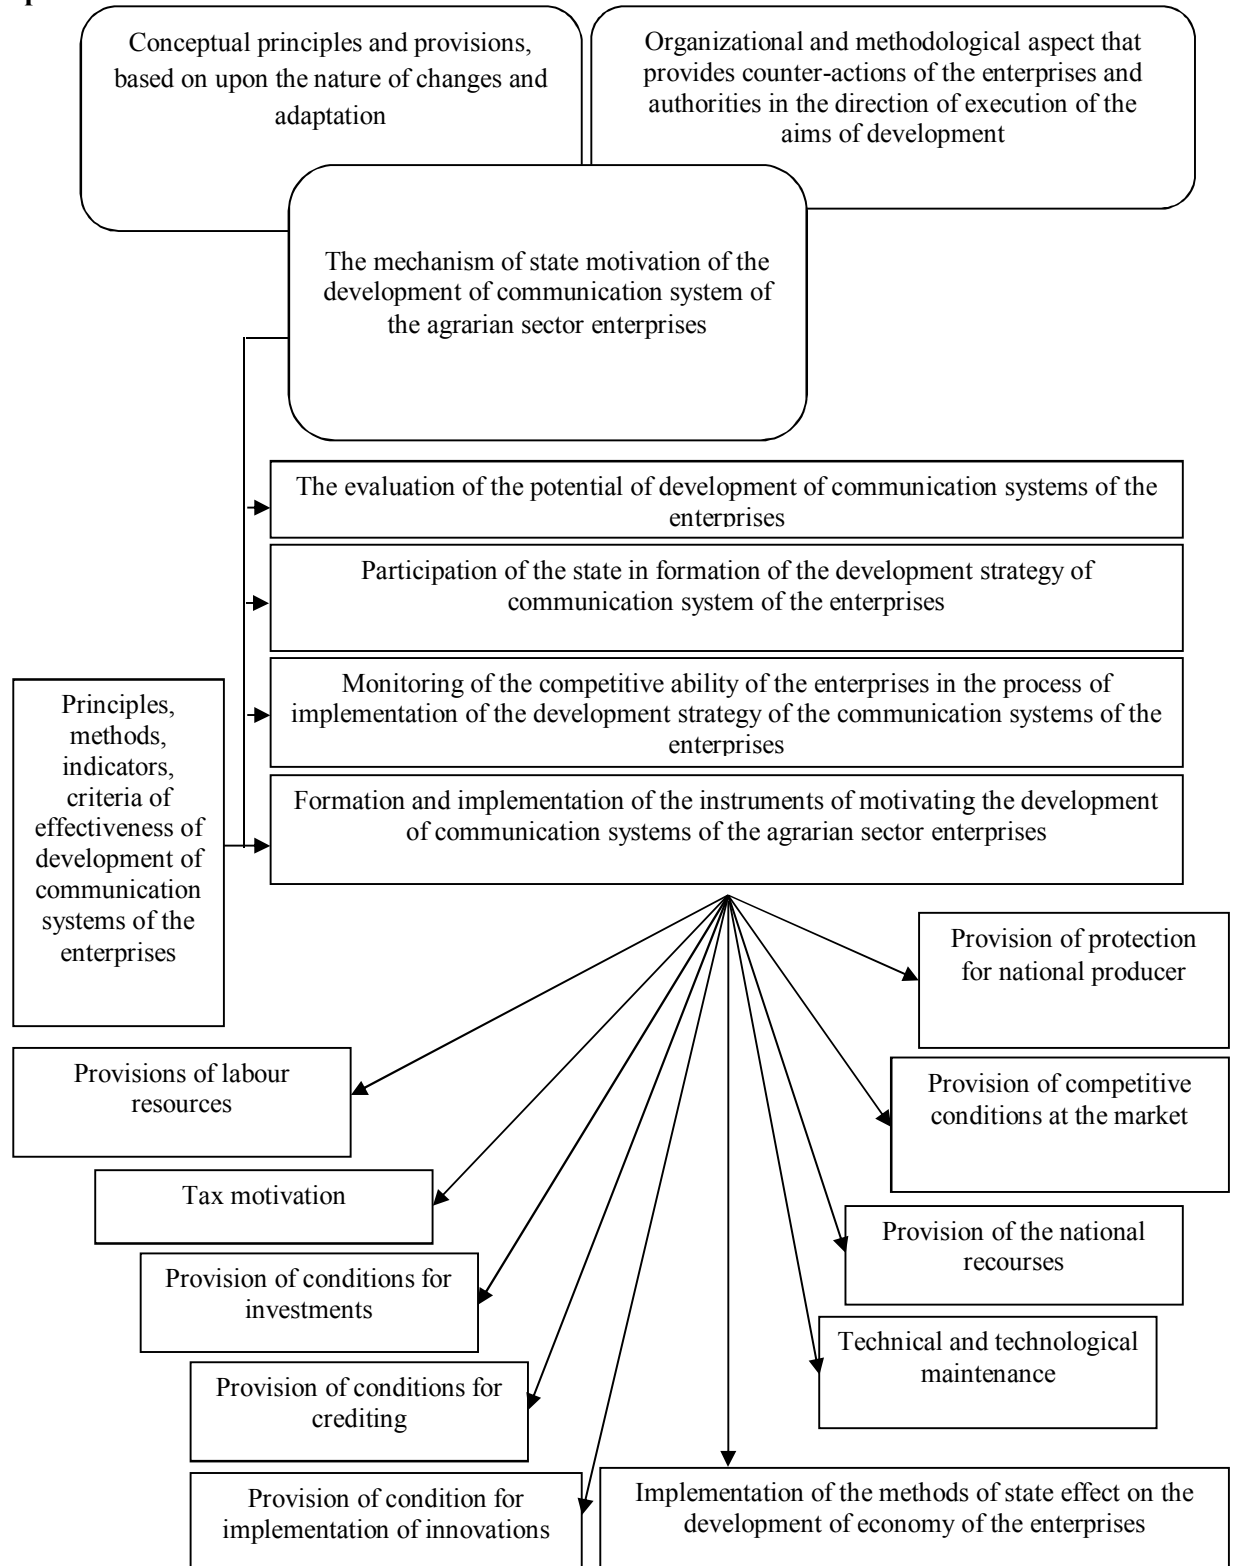 Conceptual principles and provisions,
based on upon the nature of changes and
adaptation
Organizational and methodological aspect that
provides counter-actions of the enterprises and
authorities in the direction of execution of the
aims of development
The mechanism of state motivation of the
development of communication system of
the agrarian sector enterprises
The evaluation of the potential of development of communication systems of the
enterprises
Participation of the state in formation of the development strategy of
communication system of the enterprises
Monitoring of the competitive ability of the enterprises in the process of
implementation of the development strategy of the communication systems of the
enterprises
Formation and implementation of the instruments of motivating the development
of communication systems of the agrarian sector enterprises
Principles,
methods,
indicators,
criteria of
effectiveness of
development of
communication
systems of the
enterprises
Provision of protection
for national producer
Provisions of labour
resources
Provision of competitive
conditions at the market
Tax motivation
Provision of the national
recourses
Provision of conditions for
investments
Technical and technological
maintenance
Provision of conditions for
crediting
Provision of condition for
implementation of innovations
Implementation of the methods of state effect on the
development of economy of the enterprises